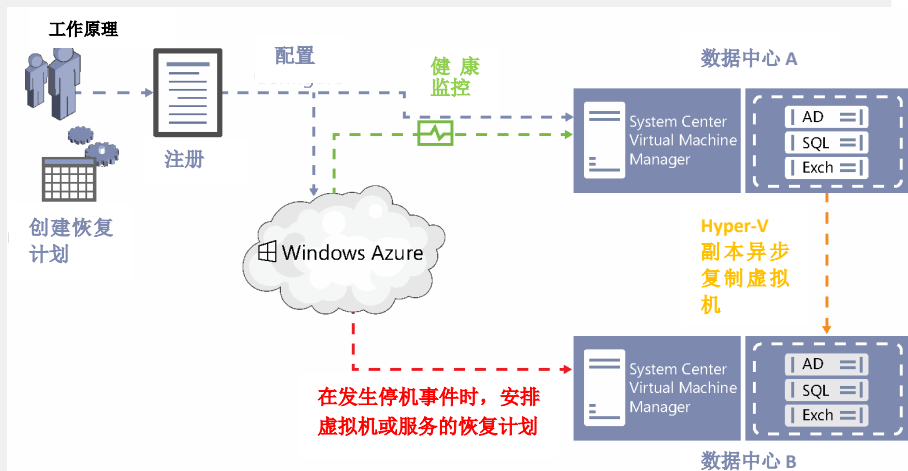 工作原理
配置
健 康
监控
数据中心 A
注册
创建恢复
计划
System Center
Virtual Machine
Manager
AD
SQL
Exch
Windows Azure
Hyper-V
副本异步
复制虚拟
机
在发生停机事件时，安排
虚拟机或服务的恢复计划
System Center
Virtual Machine
Manager
AD
SQL
Exch
数据中心 B